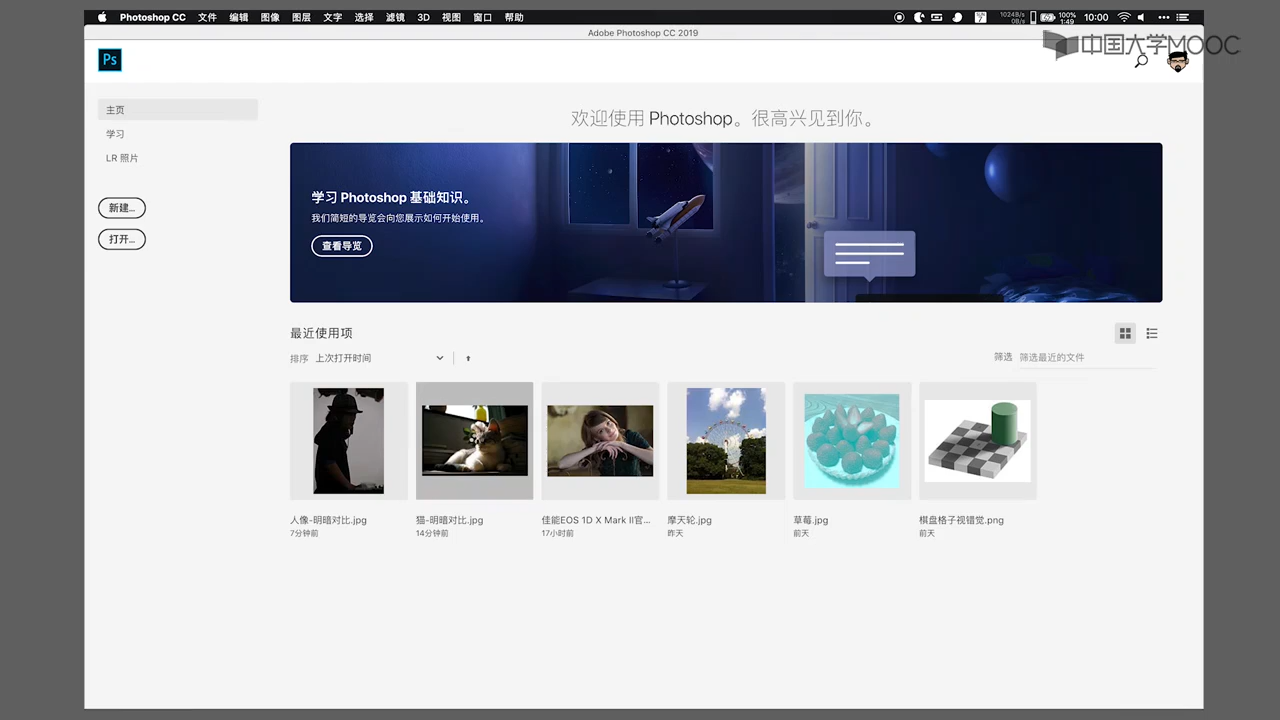 Photoshop CC 文件 编辑 图像 图层 文字 选择 滤镜 3D 视图 窗口 帮助 1024B/s 0B/s 100% 1:49 10:00
Adobe Photoshop CC 2019
中国大学MOOC
Ps
主页
学习
LR 照片
新建...
打开...
欢迎使用 Photoshop。很高兴见到你。
学习 Photoshop 基础知识。
我们简短的导览会向您展示如何开始使用。
查看导览
最近使用项
排序 上次打开时间
筛选 筛选最近的文件
人像-明暗对比.jpg
7分钟前
猫-明暗对比.jpg
14分钟前
佳能EOS 1D X Mark II官...
17小时前
摩天轮.jpg
昨天
草莓.jpg
前天
棋盘格子视错觉.png
前天